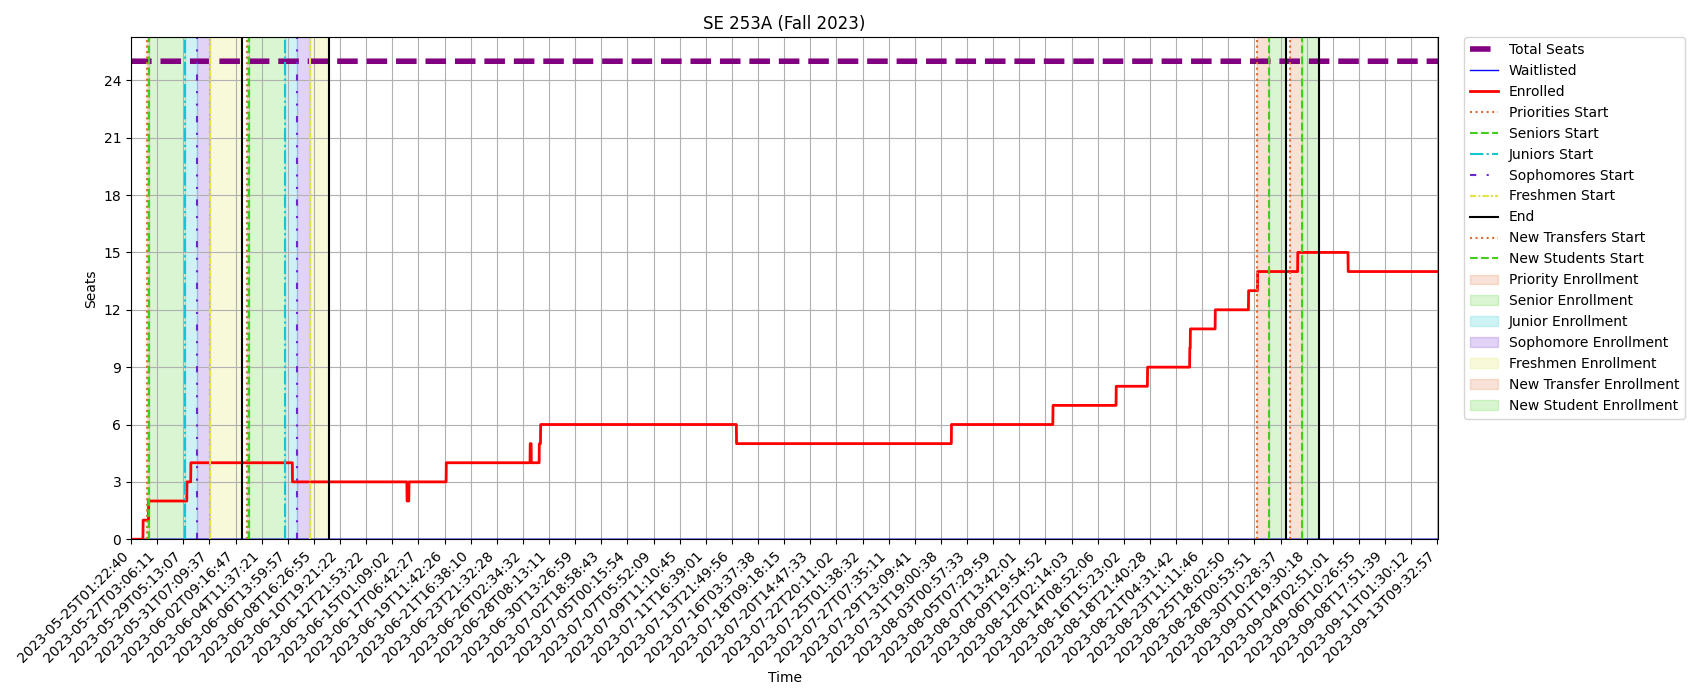 SE 253A (Fall 2023)
Seats
24
21
18
15
12
9
6
3
0
2023-05-25T01:22:40
2023-05-27T03:06:11
2023-05-29T05:13:07
2023-05-31T07:09:37
2023-06-02T09:16:47
2023-06-04T11:37:21
2023-06-06T13:59:57
2023-06-08T16:26:55
2023-06-10T19:21:22
2023-06-12T21:53:22
2023-06-15T01:09:02
2023-06-17T06:42:27
2023-06-19T11:42:26
2023-06-21T16:38:10
2023-06-23T21:32:28
2023-06-26T02:34:32
2023-06-28T08:13:11
2023-06-30T13:26:59
2023-07-02T18:58:43
2023-07-05T00:15:54
2023-07-07T05:52:09
2023-07-09T11:10:45
2023-07-11T16:39:01
2023-07-13T21:49:56
2023-07-16T03:37:38
2023-07-18T09:18:15
2023-07-20T14:47:33
2023-07-22T20:11:02
2023-07-25T02:38:32
2023-07-27T07:35:11
2023-07-29T13:09:41
2023-07-31T19:00:38
2023-08-03T00:57:33
2023-08-05T07:29:59
2023-08-07T13:42:01
2023-08-09T19:54:52
2023-08-12T02:14:03
2023-08-14T08:52:06
2023-08-16T15:23:02
2023-08-18T21:40:28
2023-08-21T04:31:42
2023-08-23T11:11:46
2023-08-25T18:02:50
2023-08-28T00:53:51
2023-08-30T10:28:37
2023-09-01T19:30:18
2023-09-04T02:51:01
2023-09-06T10:26:55
2023-09-08T17:51:39
2023-09-11T01:30:12
2023-09-13T09:32:57
Time
Total Seats
Waitlisted
Enrolled
Priorities Start
Seniors Start
Juniors Start
Sophomores Start
Freshmen Start
End
New Transfers Start
New Students Start
Priority Enrollment
Senior Enrollment
Junior Enrollment
Sophomore Enrollment
Freshmen Enrollment
New Transfer Enrollment
New Student Enrollment